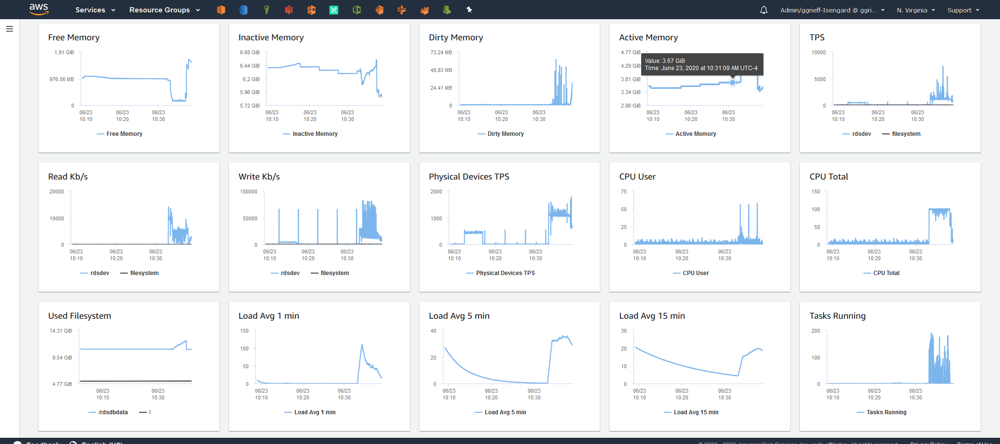 aws Services Resource Groups Admin/ggrieff-Isengard @ ggri... N. Virginia Support
Free Memory
1.91 GiB
976.56 MB
0
06/23 06/23 06/23
10:10 10:20 10:30
Free Memory
Inactive Memory
6.68 GiB
6.44 GiB
6.2 GiB
5.96 GiB
5.72 GiB
06/23 06/23 06/23
10:10 10:20 10:30
Inactive Memory
Dirty Memory
73.24 MB
48.83 MB
24.41 MB
0
06/23 06/23 06/23
10:10 10:20 10:30
Dirty Memory
Active Memory
4.77 GiB
4.29 GiB
3.81 GiB
3.34 GiB
2.86 GiB
Value: 3.67 GiB
Time: June 23, 2020 at 10:31:09 AM UTC-4
06/23 06/23 06/23
10:10 10:20 10:30
Active Memory
TPS
10000
5000
0
06/23 06/23 06/23
10:10 10:20 10:30
rdsdev filesystem
Read Kb/s
20000
10000
0
06/23 06/23 06/23
10:10 10:20 10:30
rdsdev filesystem
Write Kb/s
100000
50000
0
06/23 06/23 06/23
10:10 10:20 10:30
rdsdev filesystem
Physical Devices TPS
2000
1000
0
06/23 06/23 06/23
10:10 10:20 10:30
Physical Devices TPS
CPU User
75
50
25
0
06/23 06/23 06/23
10:10 10:20 10:30
CPU User
CPU Total
150
100
50
0
06/23 06/23 06/23
10:10 10:20 10:30
CPU Total
Used Filesystem
14.31 GiB
9.54 GiB
4.77 GiB
06/23 06/23
10:15 10:30
/rdsdbdata /
Load Avg 1 min
150
100
50
0
06/23 06/23 06/23
10:10 10:20 10:30
Load Avg 1 min
Load Avg 5 min
40
20
0
06/23 06/23 06/23
10:10 10:20 10:30
Load Avg 5 min
Load Avg 15 min
30
20
10
0
06/23 06/23 06/23
10:10 10:20 10:30
Load Avg 15 min
Tasks Running
200
100
0
06/23 06/23 06/23
10:10 10:20 10:30
Tasks Running
Feedback English (US) Amazon Web Services, Inc. or its affiliates. All rights reserved. Privacy Policy Terms of Use